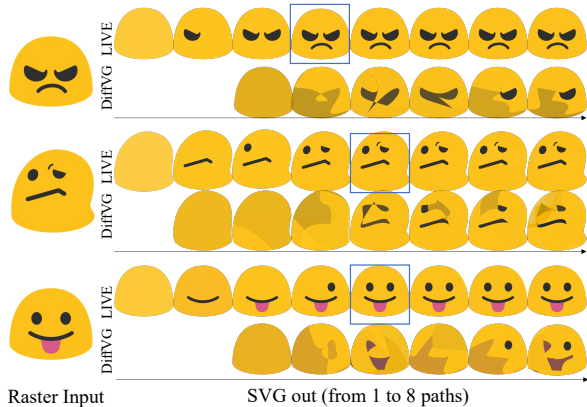 LIVE
DiffVG
LIVE
DiffVG
LIVE
DiffVG
Raster Input
SVG out (from 1 to 8 paths)